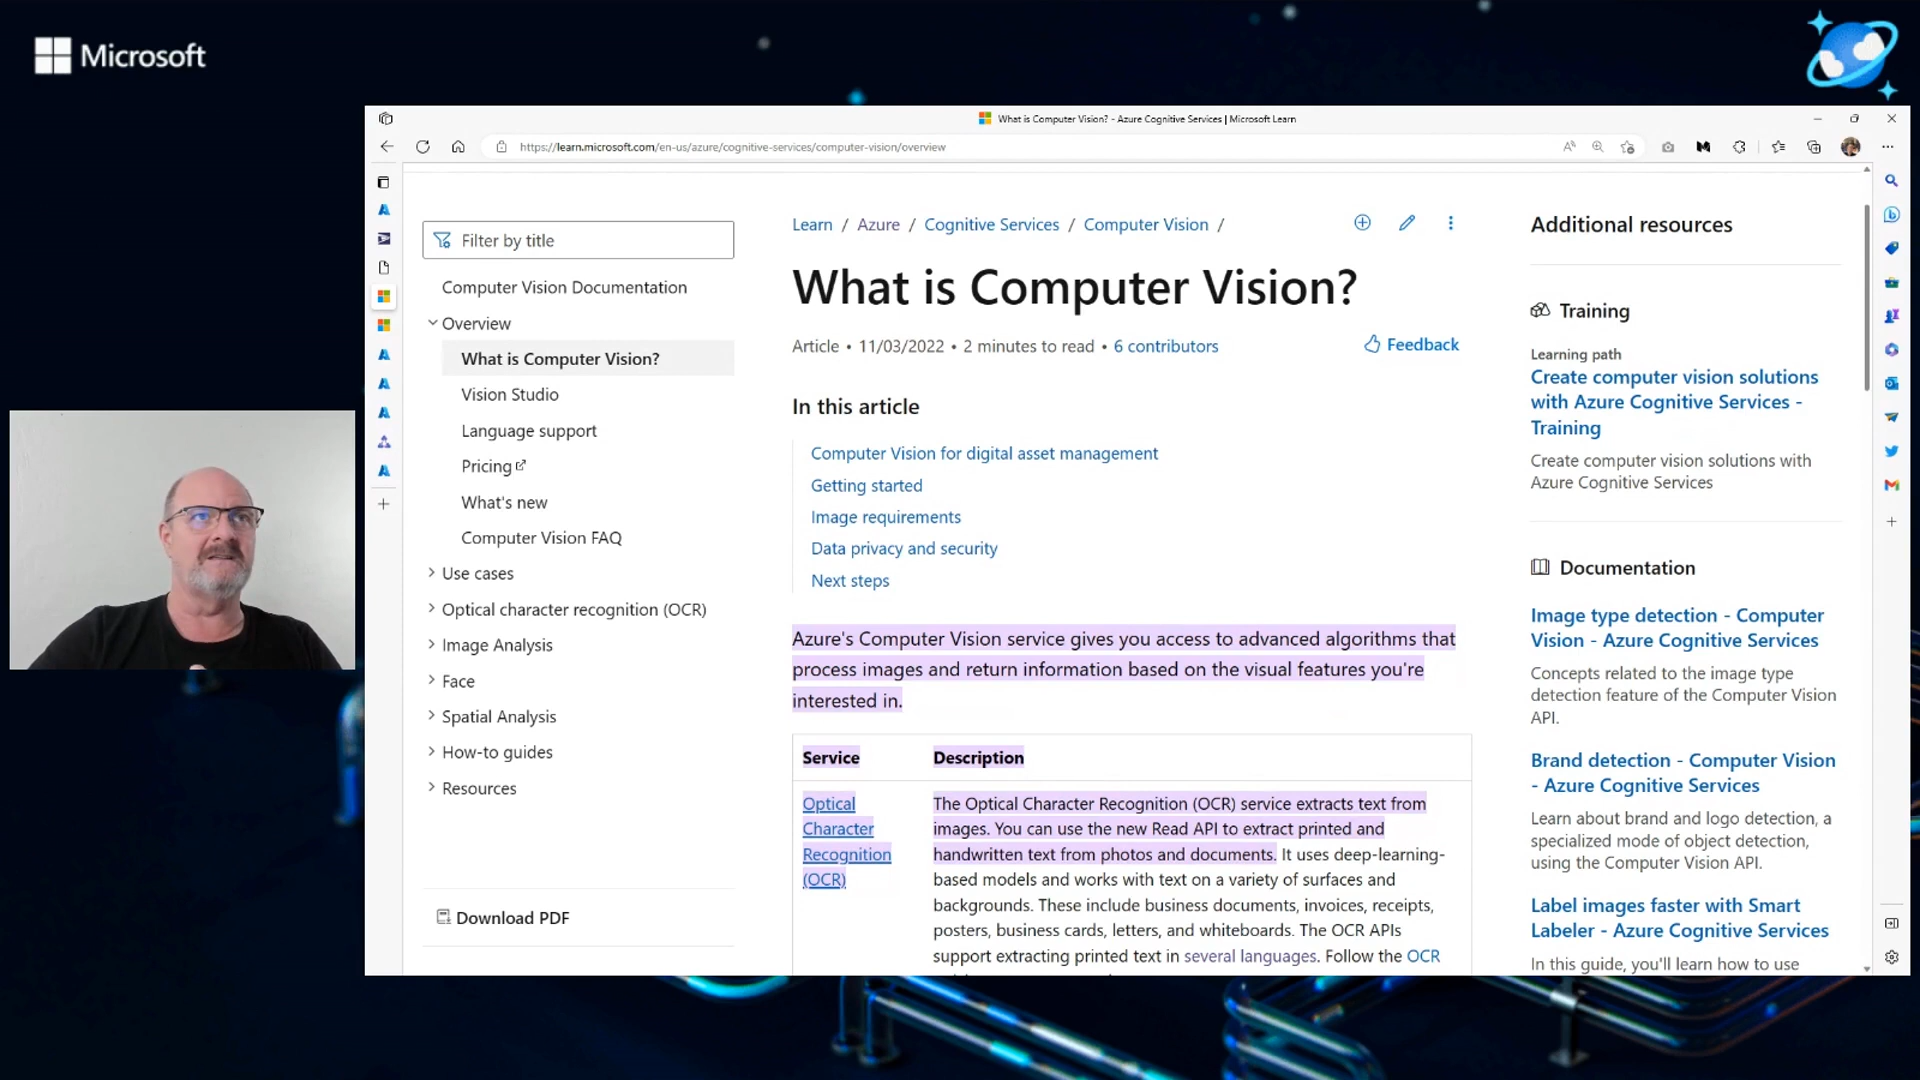 Microsoft
What is Computer Vision? - Azure Cognitive Services | Microsoft Learn
https://learn.microsoft.com/en-us/azure/cognitive-services/computer-vision/overview
Filter by title
Computer Vision Documentation
Overview
What is Computer Vision?
Vision Studio
Language support
Pricing
What's new
Computer Vision FAQ
Use cases
Optical character recognition (OCR)
Image Analysis
Face
Spatial Analysis
How-to guides
Resources
Download PDF
Learn / Azure / Cognitive Services / Computer Vision /
What is Computer Vision?
Article • 11/03/2022 • 2 minutes to read • 6 contributors
Feedback
In this article
Computer Vision for digital asset management
Getting started
Image requirements
Data privacy and security
Next steps
Azure's Computer Vision service gives you access to advanced algorithms that
process images and return information based on the visual features you're
interested in.
Service Description
Optical
Character
Recognition
(OCR)
The Optical Character Recognition (OCR) service extracts text from
images. You can use the new Read API to extract printed and
handwritten text from photos and documents. It uses deep-learning-
based models and works with text on a variety of surfaces and
backgrounds. These include business documents, invoices, receipts,
posters, business cards, letters, and whiteboards. The OCR APIs
support extracting printed text in several languages. Follow the OCR
Additional resources
Training
Learning path
Create computer vision solutions
with Azure Cognitive Services -
Training
Create computer vision solutions with
Azure Cognitive Services
Documentation
Image type detection - Computer
Vision - Azure Cognitive Services
Concepts related to the image type
detection feature of the Computer Vision
API.
Brand detection - Computer Vision
- Azure Cognitive Services
Learn about brand and logo detection, a
specialized mode of object detection,
using the Computer Vision API.
Label images faster with Smart
Labeler - Azure Cognitive Services
In this guide, you'll learn how to use